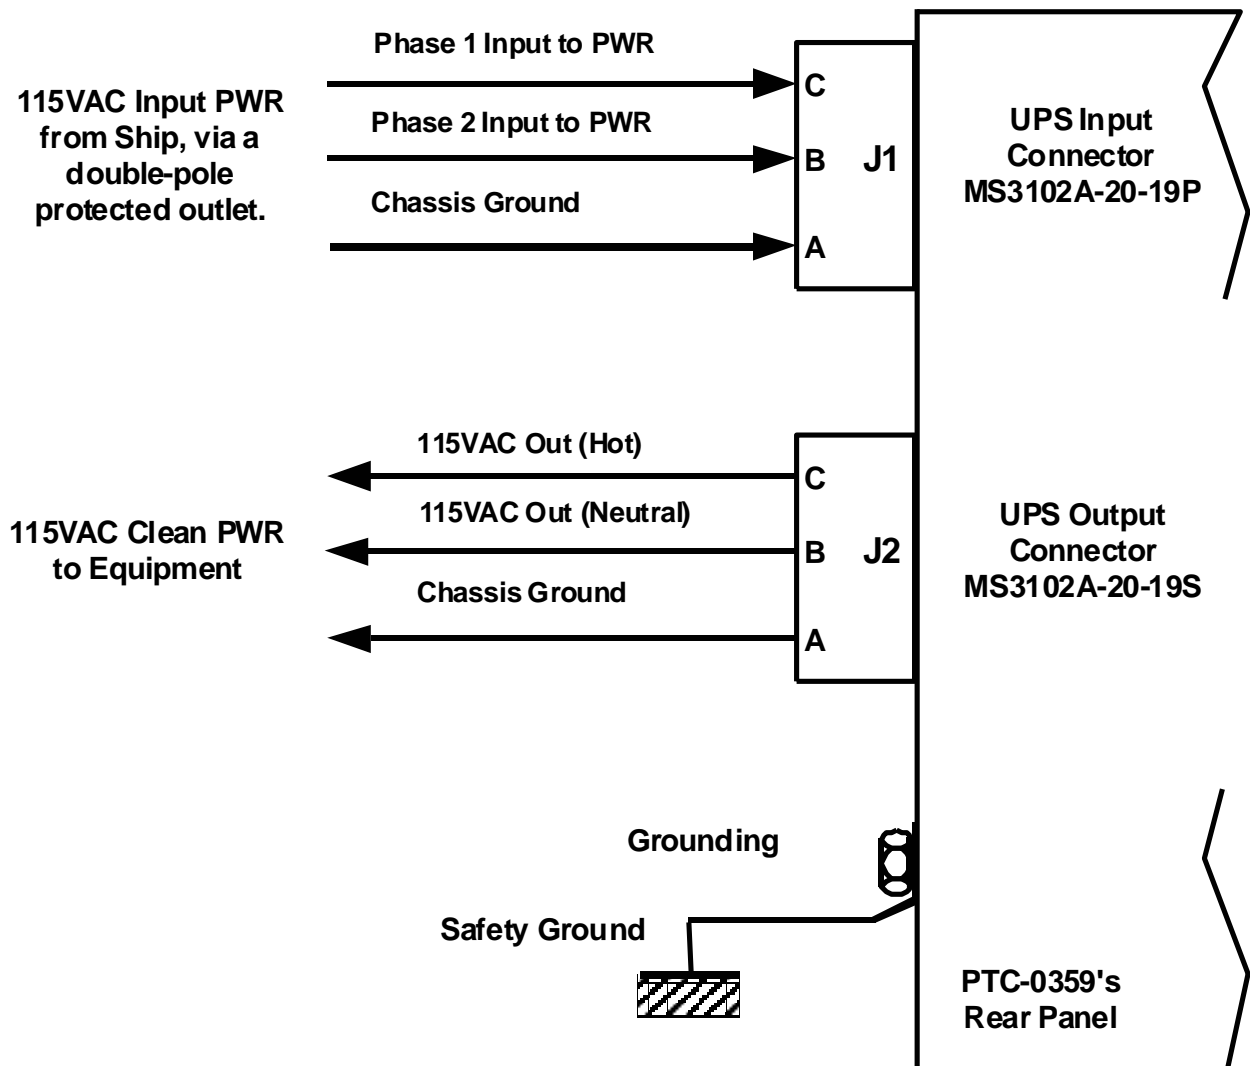 Phase 1 Input to PWR
115VAC Input PWR
from Ship, via a
double-pole
protected outlet.
Phase 2 Input to PWR
Chassis Ground
C
B
A
J1
UPS Input
Connector
MS3102A-20-19P
115VAC Out (Hot)
115VAC Out (Neutral)
Chassis Ground
115VAC Clean PWR
to Equipment
C
B
A
J2
UPS Output
Connector
MS3102A-20-19S
Grounding
Safety Ground
PTC-0359's
Rear Panel